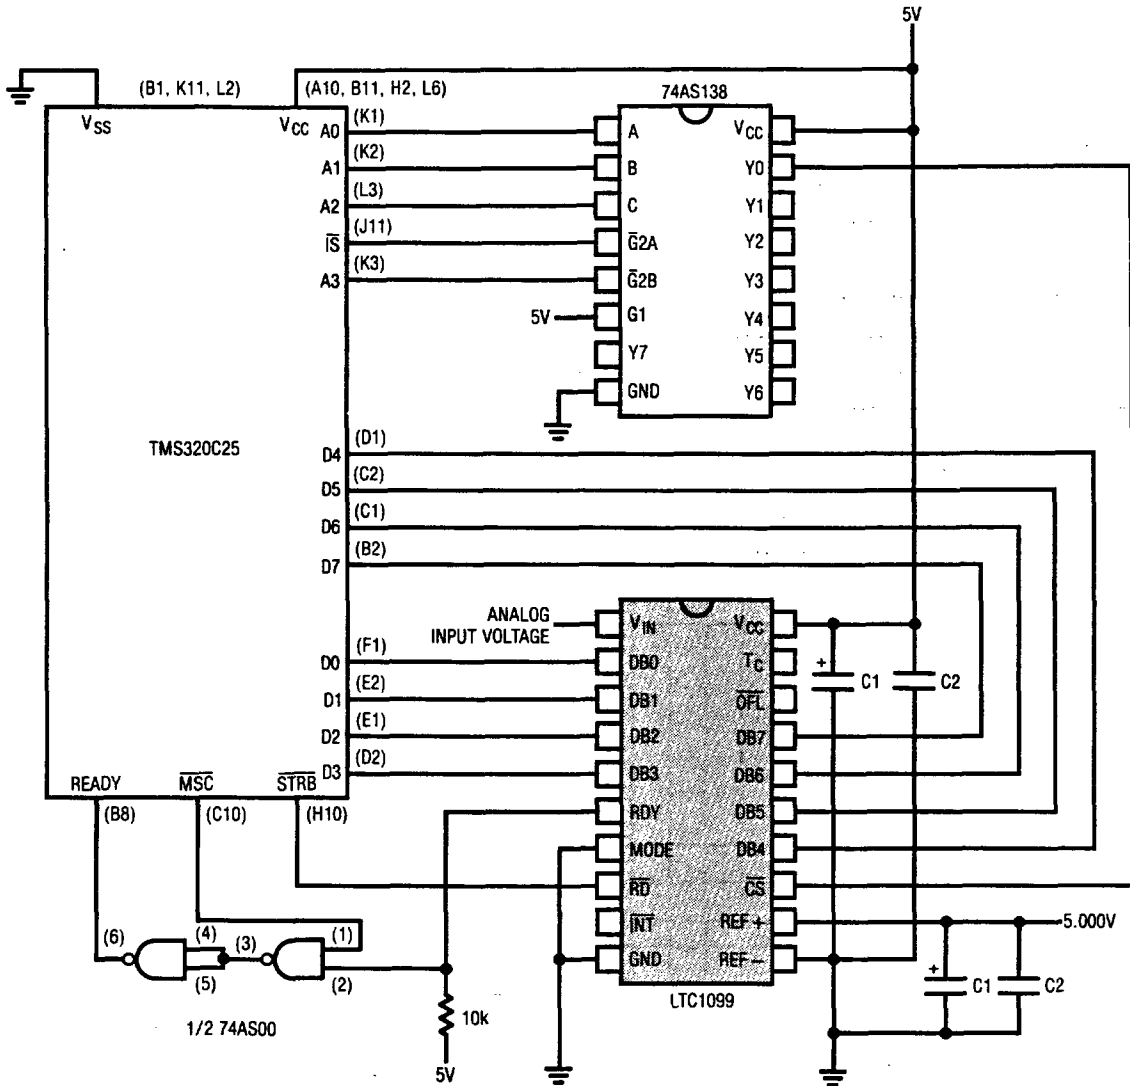 5V
(B1, K11, L2)
(A10, B11, H2, L6)
74AS138
VSS
VCC
A0
(K1)
A
VCC
A1
(K2)
B
Y0
A2
(L3)
C
Y1
IS
(J11)
G2A
Y2
A3
(K3)
G2B
Y3
5V
G1
Y4
Y7
Y5
GND
Y6
TMS320C25
D4
(D1)
D5
(C2)
D6
(C1)
D7
(B2)
ANALOG
INPUT VOLTAGE
VIN
VCC
D0
(F1)
DB0
TC
+
C1
C2
D1
(E2)
DB1
OFL
D2
(E1)
DB2
DB7
D3
(D2)
DB3
DB6
READY
MSC
STRB
(B8)
(C10)
(H10)
RDY
DB5
MODE
DB4
RD
CS
INT
REF+
5.000V
GND
REF−
(6)
(4)
(3)
(1)
(5)
(2)
+
C1
C2
LTC1099
1/2 74AS00
10k
5V